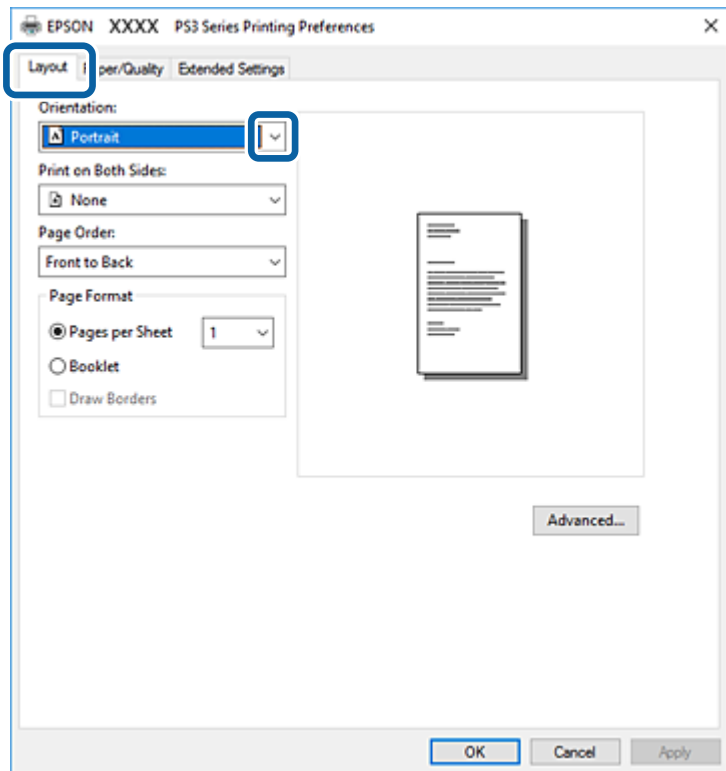 EPSON XXXX PS3 Series Printing Preferences
Layout per/Quality Extended Settings
Orientation:
Portrait
Print on Both Sides:
None
Page Order:
Front to Back
Page Format
Pages per Sheet 1
Booklet
Draw Borders
Advanced...
OK Cancel Apply